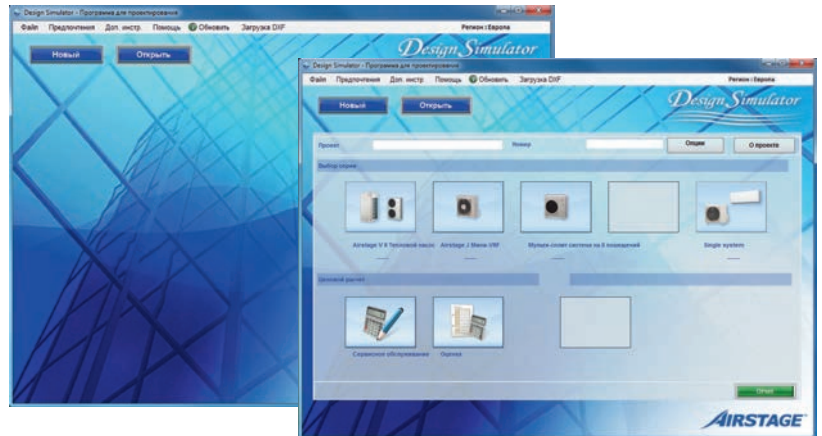 Design Simulator - Программа для проектирования
Файл Предпочтения Доп. инстр. Помощь Обновить Загрузка DXF Регион : Европа
Новый Открыть
Design Simulator
Design Simulator - Программа для проектирования
Файл Предпочтения Доп. инстр. Помощь Обновить Загрузка DXF Регион : Европа
Новый Открыть
Design Simulator
Проект Номер Опции О проекте
Выбор серии
Airstage V II Тепловой насос Airstage J Мини-VRF Мульти-сплит система на 8 помещений Single system
Ценовой расчет
Сервисное обслуживание Оценка
Отчет
AIRSTAGE